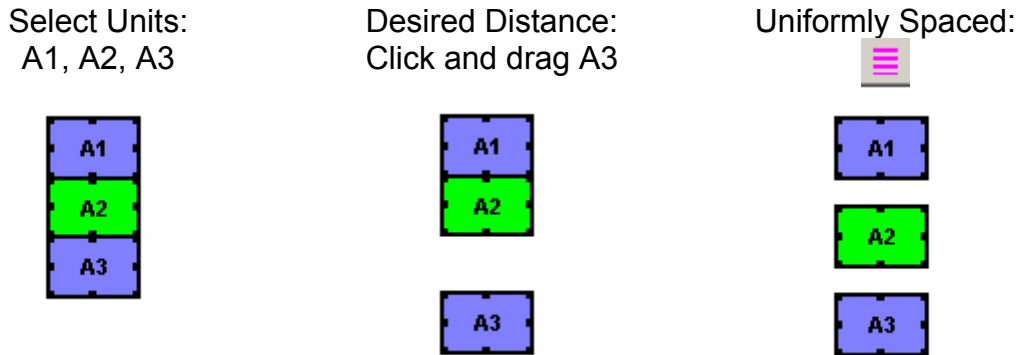 Select Units:
A1, A2, A3
A1
A2
A3
Desired Distance:
Click and drag A3
A1
A2
A3
Uniformly Spaced:
A1
A2
A3